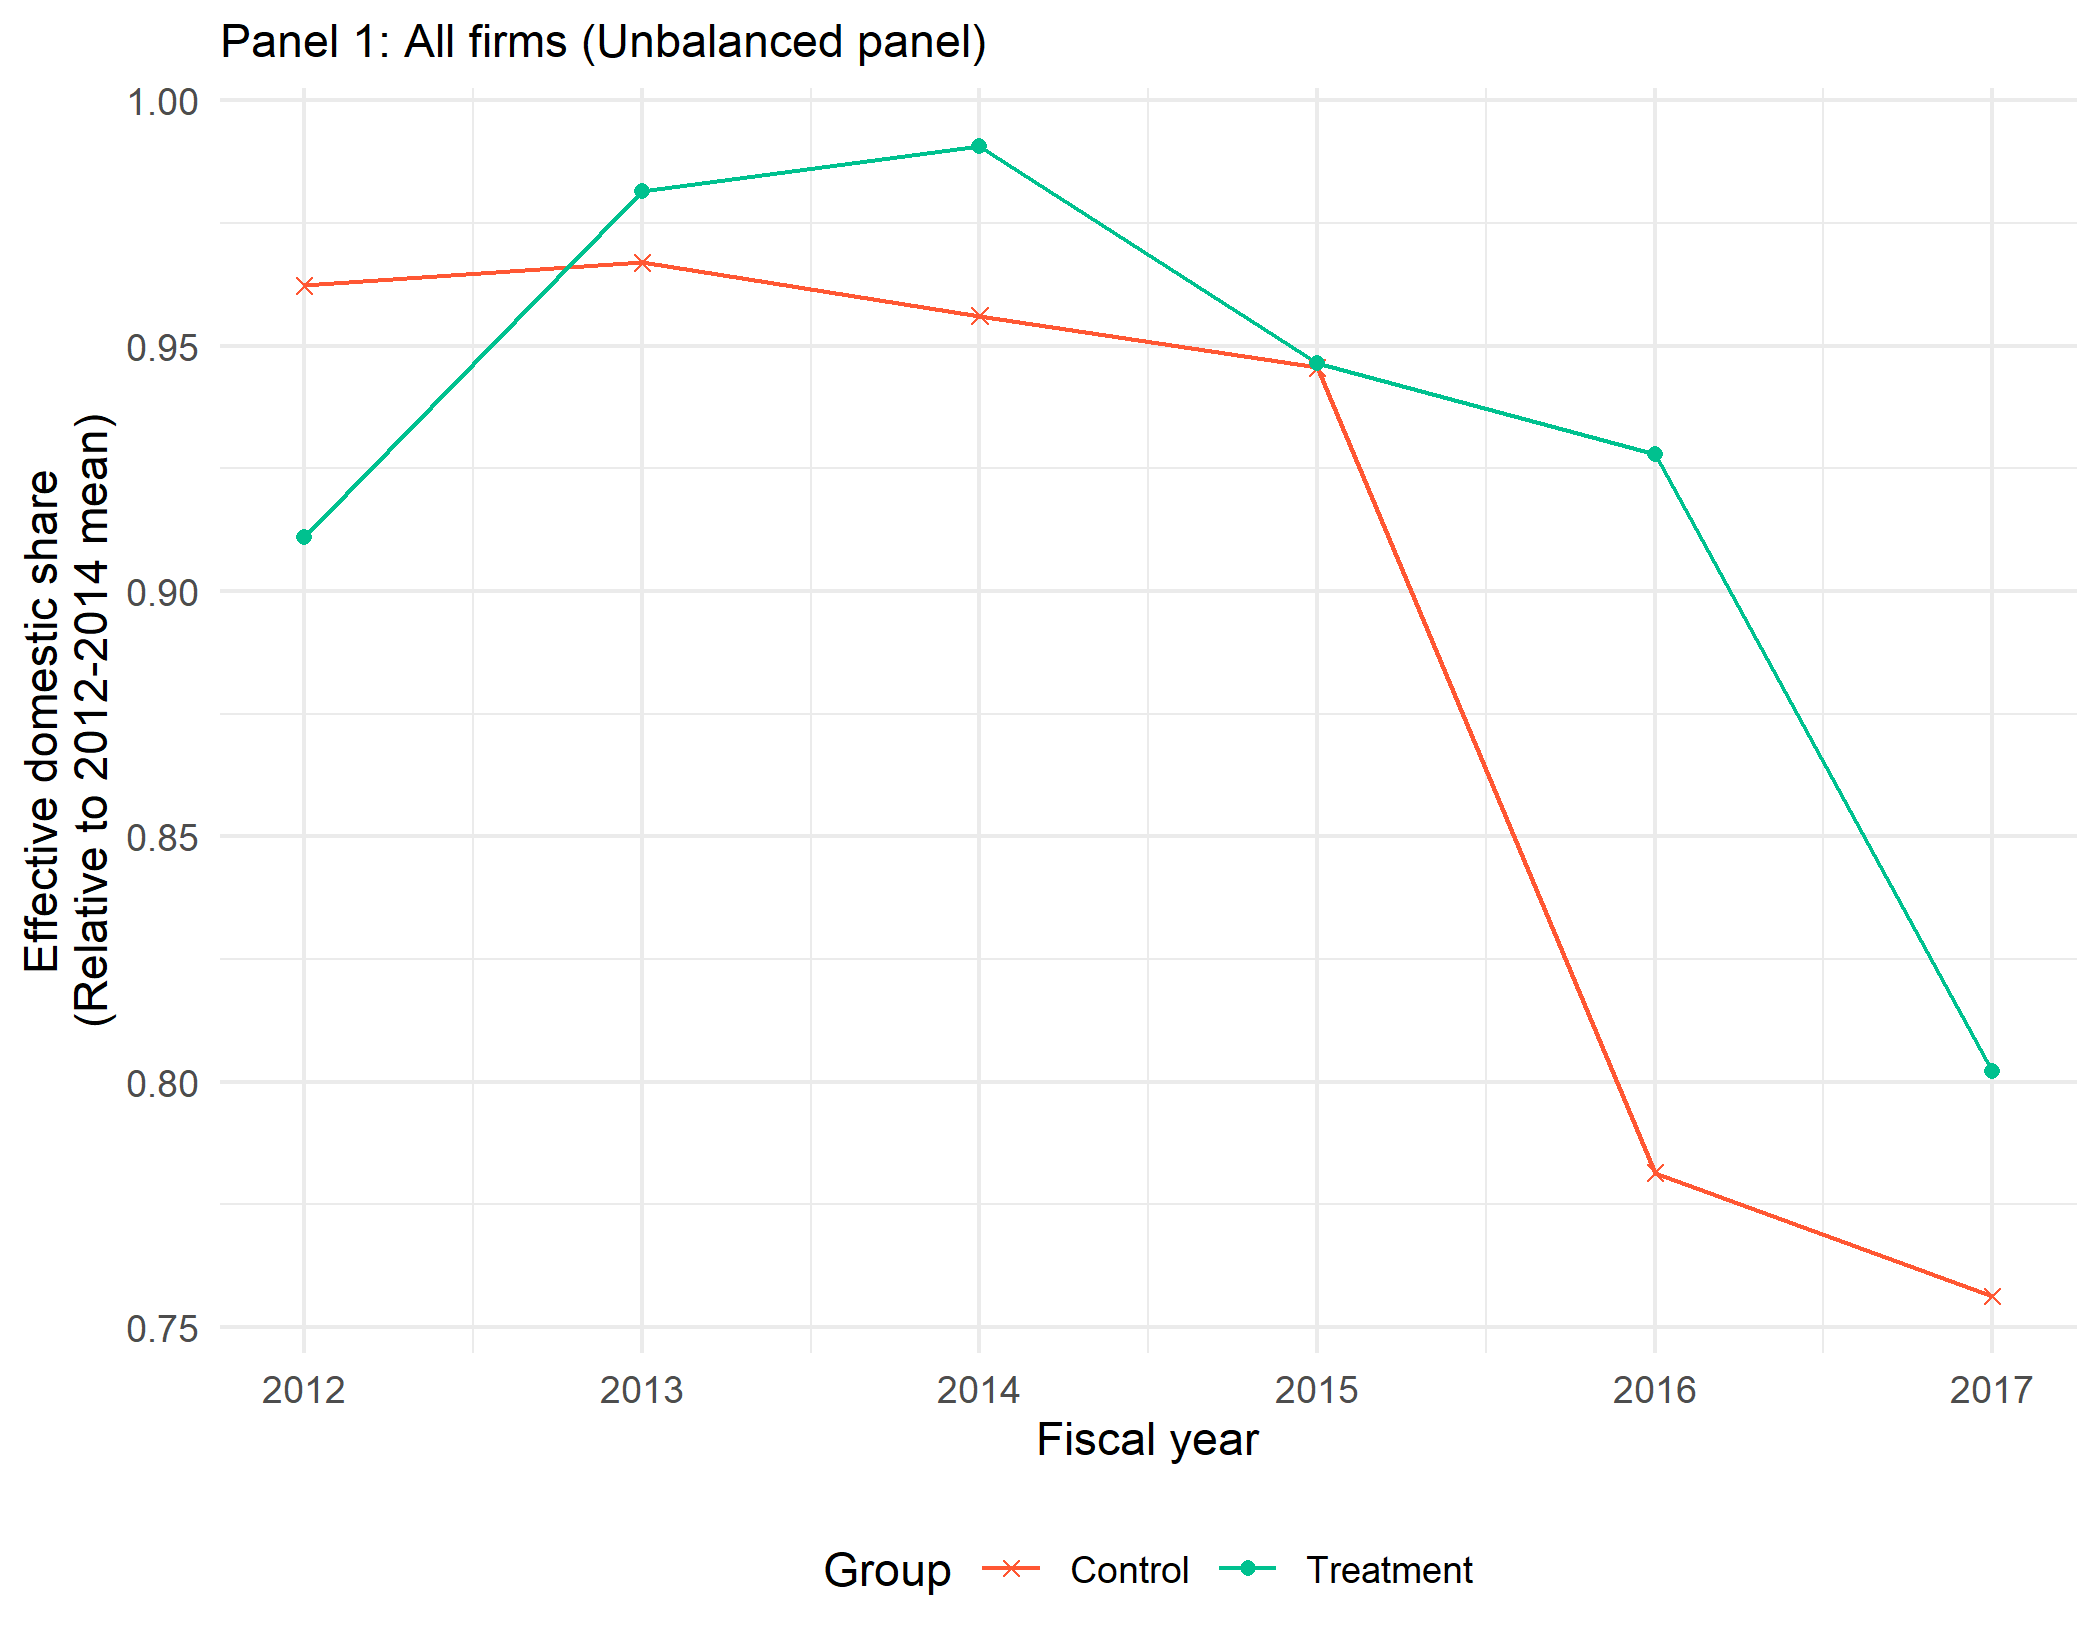 Panel 1: All firms (Unbalanced panel)
1.00
0.95
0.90
0.85
0.80
0.75
Effective domestic share
(Relative to 2012-2014 mean)
2012 2013 2014 2015 2016 2017
Fiscal year
Group Control Treatment